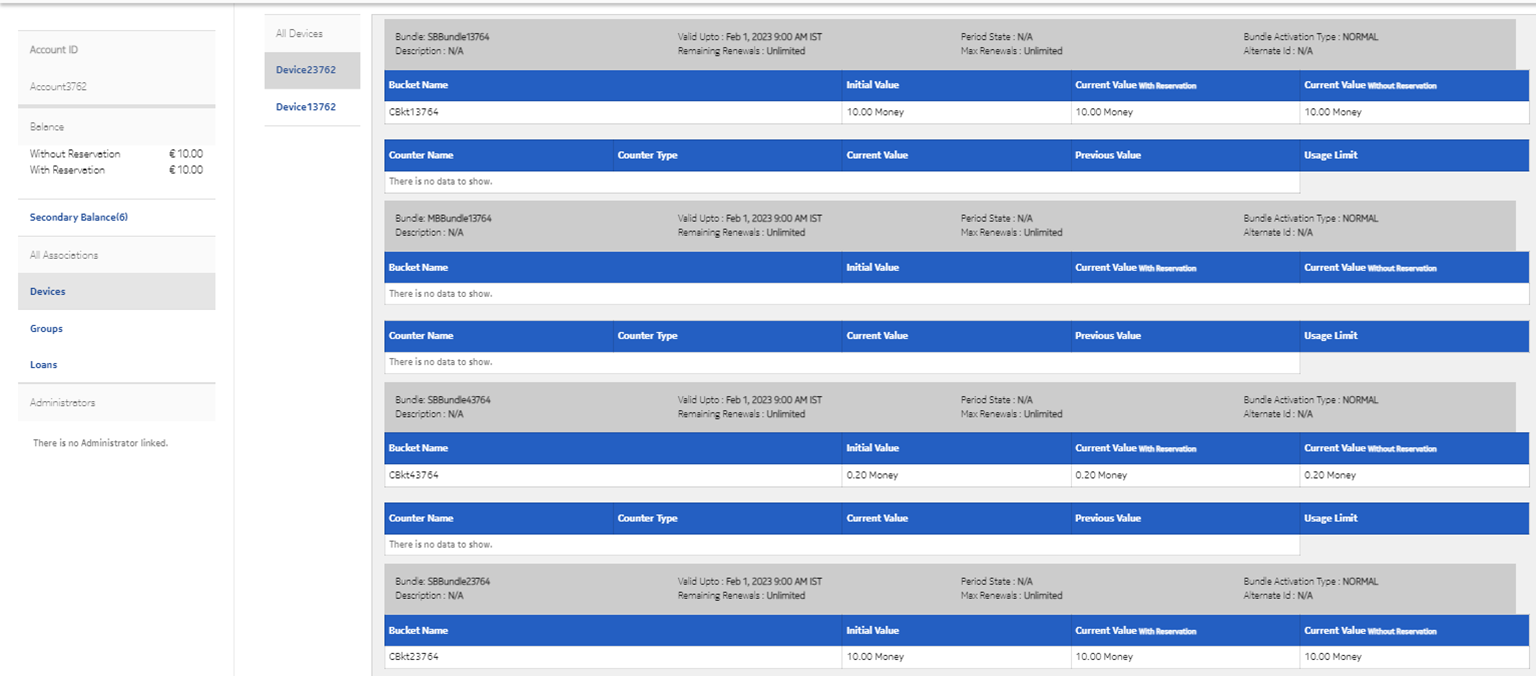 Account ID
Account3762
Balance
Without Reservation € 10.00
With Reservation € 10.00
Secondary Balance(6)
All Associations
Devices
Groups
Loans
Administrators
There is no Administrator linked.
All Devices
Device23762
Device13762
Bundle: SBBundle13764 Valid Upto : Feb 1, 2023 9:00 AM IST Period State : N/A Bundle Activation Type : NORMAL
Description : N/A Remaining Renewals : Unlimited Max Renewals : Unlimited Alternate Id : N/A
Bucket Name Initial Value Current Value With Reservation Current Value Without Reservation
CBkt13764 10.00 Money 10.00 Money 10.00 Money
Counter Name Counter Type Current Value Previous Value Usage Limit
There is no data to show.
Bundle: MBBundle13764 Valid Upto : Feb 1, 2023 9:00 AM IST Period State : N/A Bundle Activation Type : NORMAL
Description : N/A Remaining Renewals : Unlimited Max Renewals : Unlimited Alternate Id : N/A
Bucket Name Initial Value Current Value With Reservation Current Value Without Reservation
There is no data to show.
Counter Name Counter Type Current Value Previous Value Usage Limit
There is no data to show.
Bundle: SBBundle43764 Valid Upto : Feb 1, 2023 9:00 AM IST Period State : N/A Bundle Activation Type : NORMAL
Description : N/A Remaining Renewals : Unlimited Max Renewals : Unlimited Alternate Id : N/A
Bucket Name Initial Value Current Value With Reservation Current Value Without Reservation
CBkt43764 0.20 Money 0.20 Money 0.20 Money
Counter Name Counter Type Current Value Previous Value Usage Limit
There is no data to show.
Bundle: SBBundle23764 Valid Upto : Feb 1, 2023 9:00 AM IST Period State : N/A Bundle Activation Type : NORMAL
Description : N/A Remaining Renewals : Unlimited Max Renewals : Unlimited Alternate Id : N/A
Bucket Name Initial Value Current Value With Reservation Current Value Without Reservation
CBkt23764 10.00 Money 10.00 Money 10.00 Money